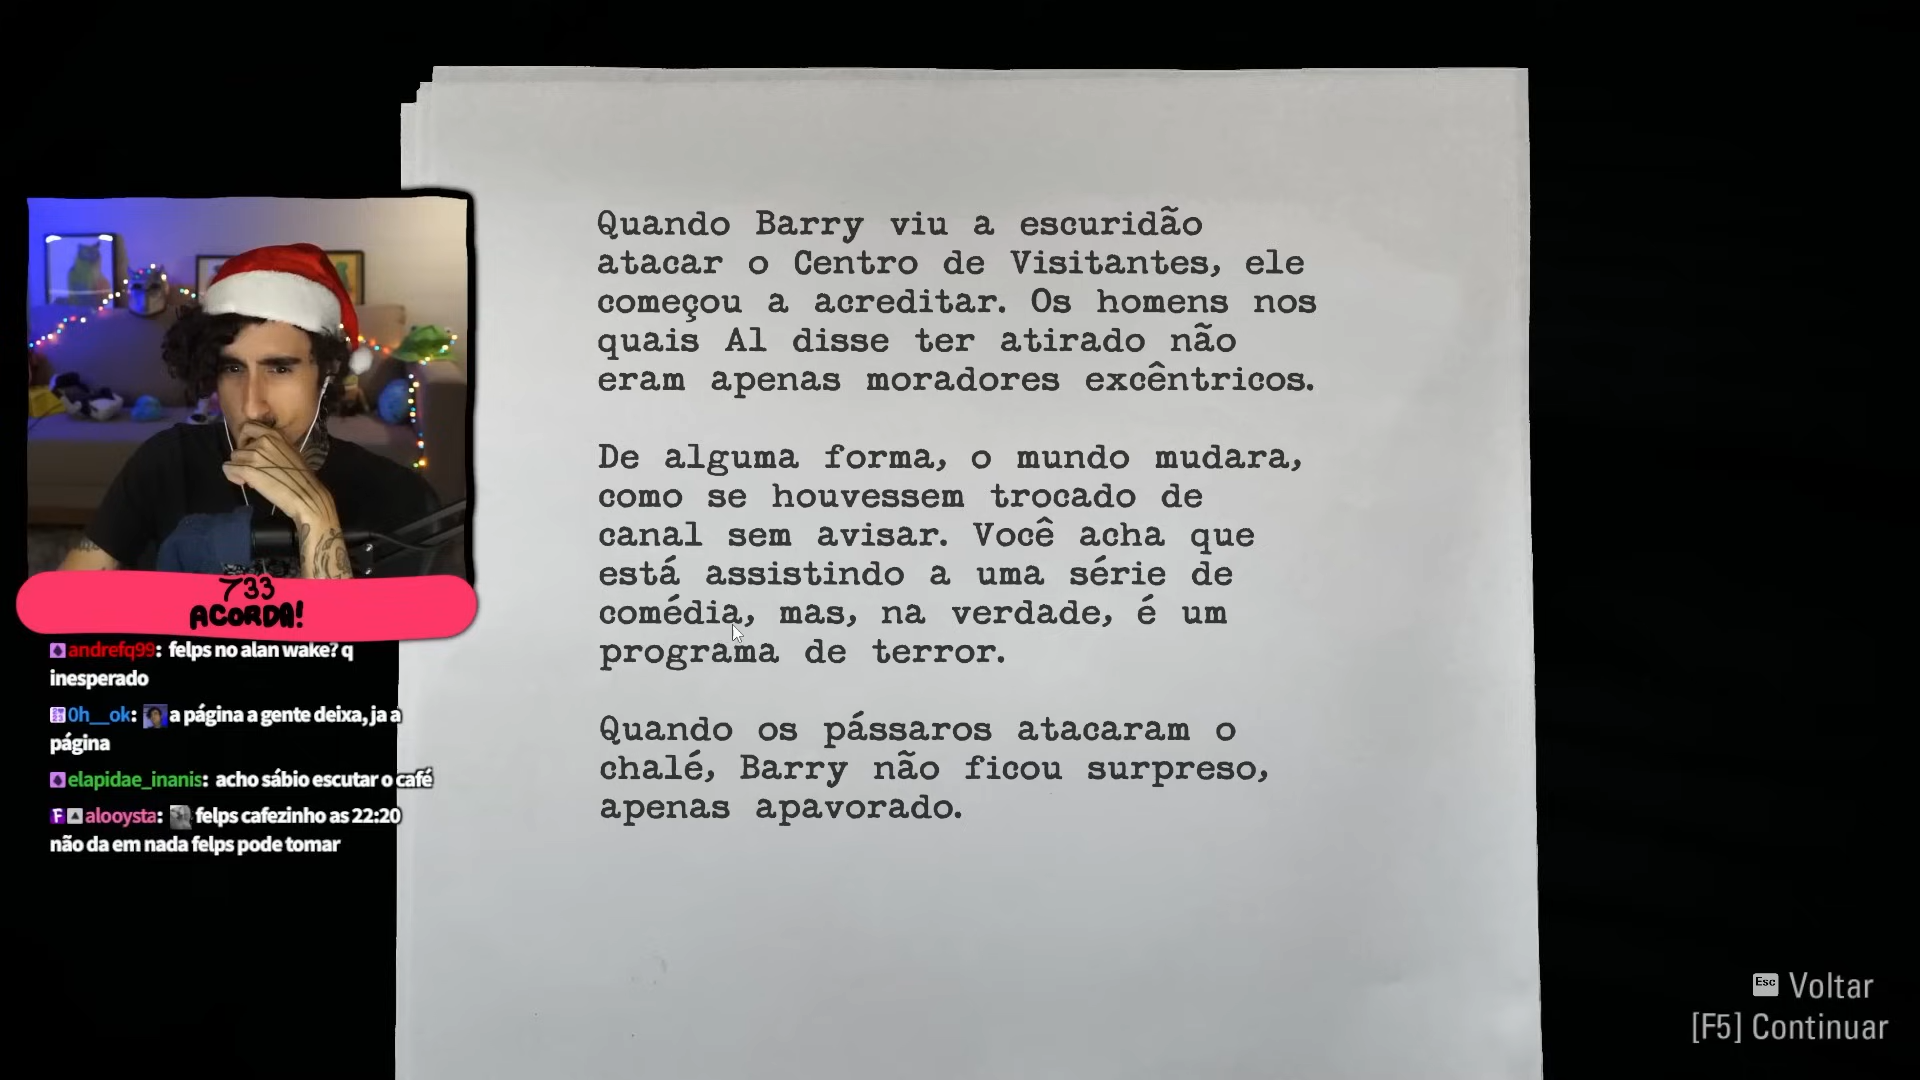 Quando Barry viu a escuridão
atacar o Centro de Visitantes, ele
começou a acreditar. Os homens nos
quais Al disse ter atirado não
eram apenas moradores excêntricos.
De alguma forma, o mundo mudara,
como se houvessem trocado de
canal sem avisar. Você acha que
está assistindo a uma série de
comédia, mas, na verdade, é um
programa de terror.
Quando os pássaros atacaram o
chalé, Barry não ficou surpreso,
apenas apavorado.
733
ACORDA!
andrefq99: felps no alan wake? q
inesperado
0h__ok: a página a gente deixa, ja a
página
elapidae_inanis: acho sábio escutar o café
alooysta: felps cafezinho as 22:20
não da em nada felps pode tomar
Esc Voltar
[F5] Continuar